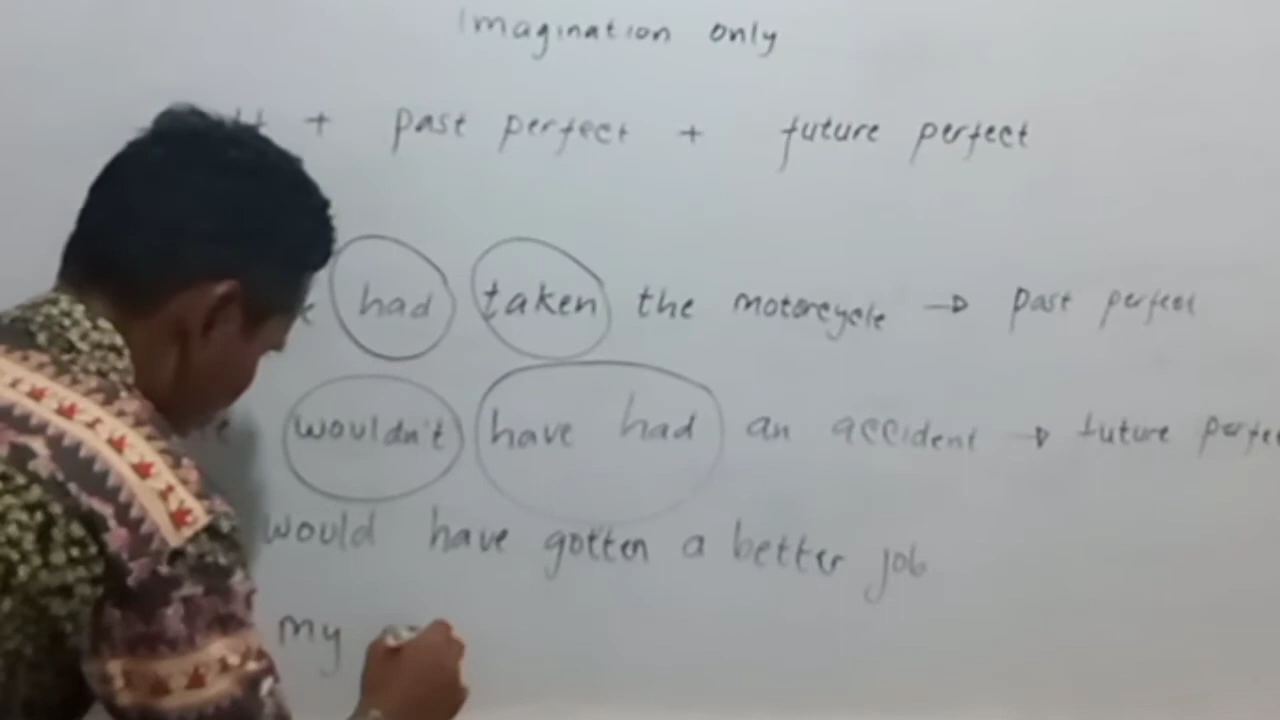 Imagination only
+ past perfect + future perfect
had taken the motorcycle → past perfect
wouldn't have had an accident → future
would have gotten a better job
my